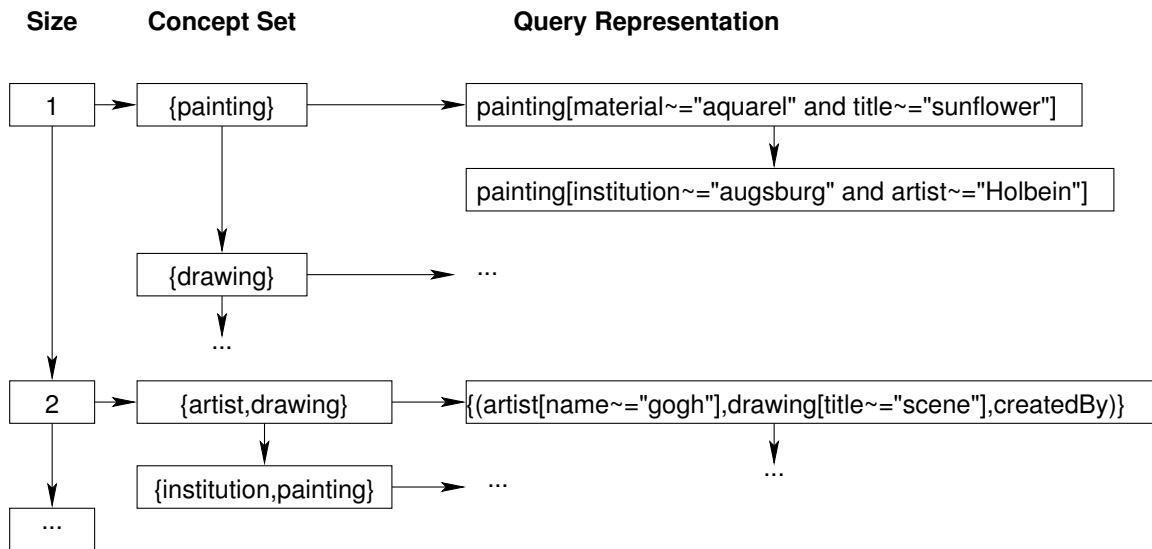 Size Concept Set Query Representation
1 {painting} painting[material~="aquarel" and title~="sunflower"]
painting[institution~="augsburg" and artist~="Holbein"]
{drawing} ...
...
2 {artist,drawing} {(artist[name~="gogh"],drawing[title~="scene"],createdBy)}
...
{institution,painting} ...
...